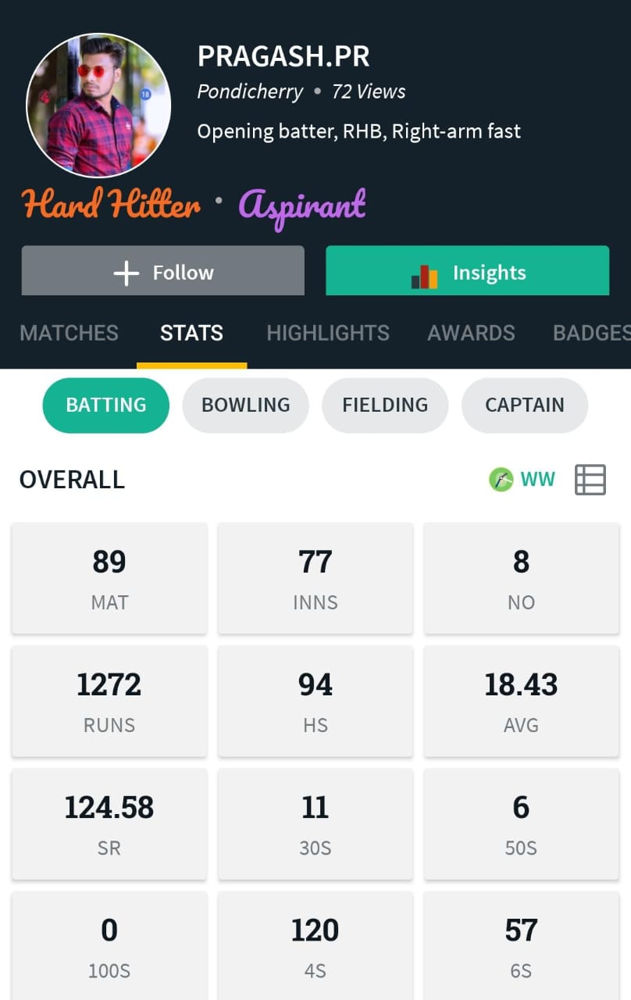 PRAGASH.PR
Pondicherry • 72 Views
Opening batter, RHB, Right-arm fast
18
Hard Hitter • Aspirant
+ Follow
Insights
MATCHES STATS HIGHLIGHTS AWARDS BADGES
BATTING BOWLING FIELDING CAPTAIN
OVERALL WW
89 77 8
MAT INNS NO
1272 94 18.43
RUNS HS AVG
124.58 11 6
SR 30S 50S
0 120 57
100S 4S 6S